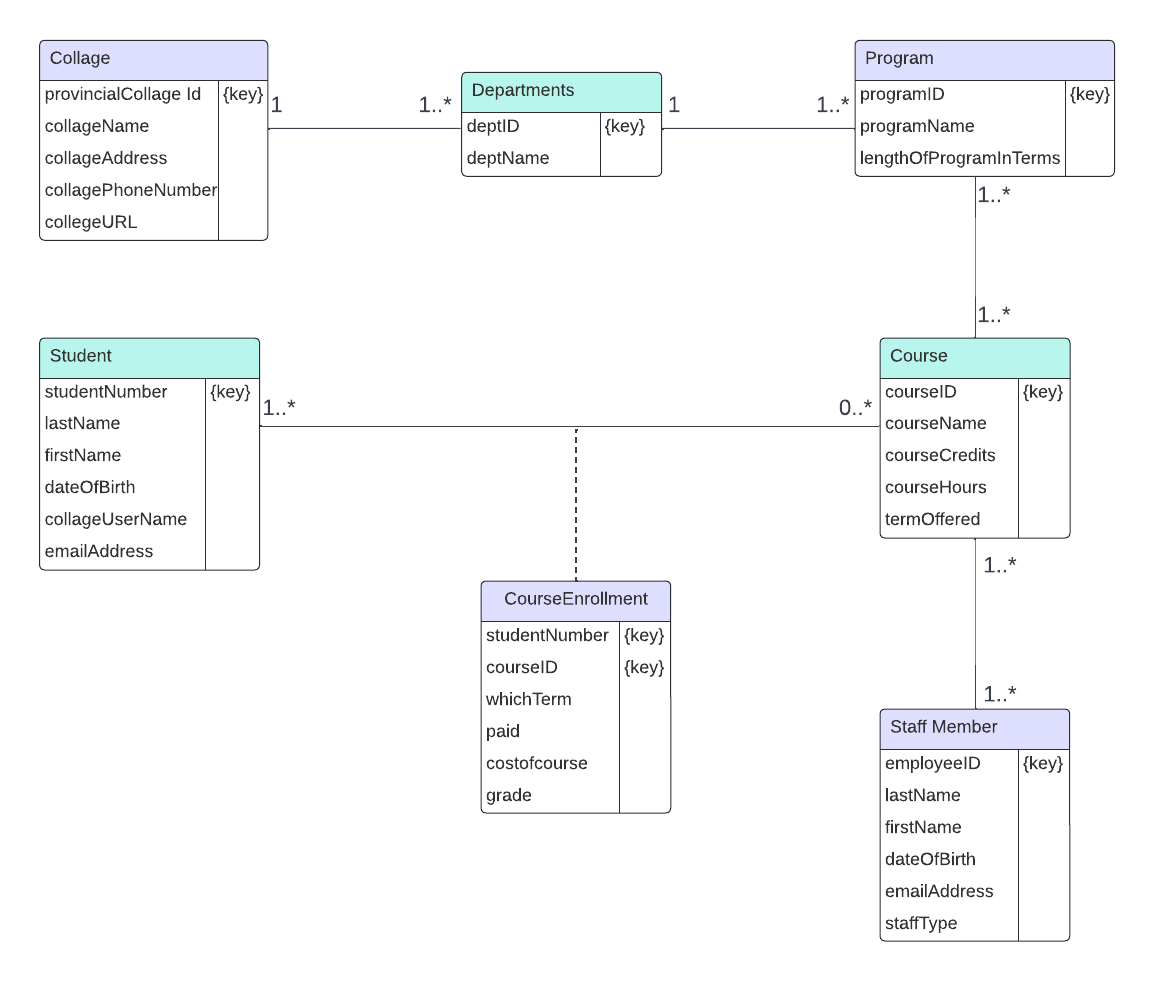 Collage
provincialCollage Id {key}
collageName
collageAddress
collagePhoneNumber
collegeURL
1
1..*
Departments
deptID {key}
deptName
1
1..*
Program
programID {key}
programName
lengthOfProgramInTerms
1..*
1..*
Student
studentNumber {key}
lastName
firstName
dateOfBirth
collageUserName
emailAddress
1..*
0..*
Course
courseID {key}
courseName
courseCredits
courseHours
termOffered
1..*
1..*
CourseEnrollment
studentNumber {key}
courseID {key}
whichTerm
paid
costofcourse
grade
Staff Member
employeeID {key}
lastName
firstName
dateOfBirth
emailAddress
staffType